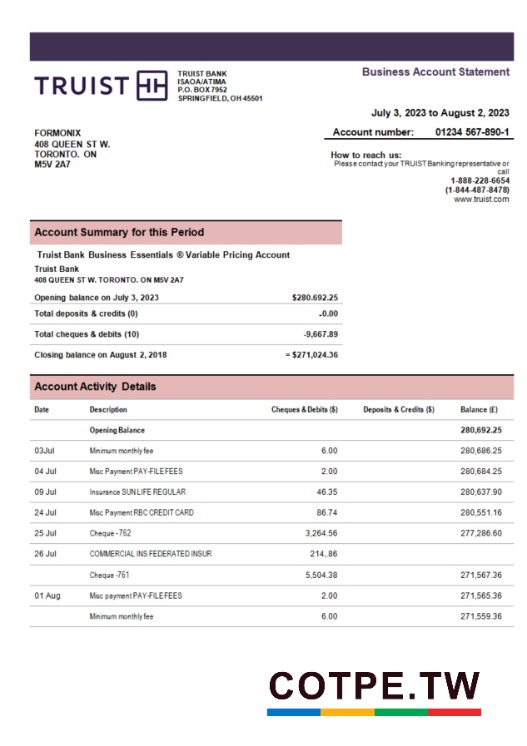 TRUIST
TRUIST BANK
ISAOA/ATIMA
P.O. BOX 7952
SPRINGFIELD, OH 45501
Business Account Statement
July 3, 2023 to August 2, 2023
Account number: 01234 567-890-1
FORMONIX
408 QUEEN ST W.
TORONTO. ON
M5V 2A7
How to reach us:
Please contact your TRUIST Banking representative or
call
1-888-228-6654
(1-844-487-8478)
www.truist.com
Account Summary for this Period
Truist Bank Business Essentials ® Variable Pricing Account
Truist Bank
408 QUEEN ST W. TORONTO. ON M5V 2A7
Opening balance on July 3, 2023 $280.692.25
Total deposits & credits (0) -0.00
Total cheques & debits (10) -9,667.89
Closing balance on August 2, 2018 = $271,024.36
Account Activity Details
Date Description Cheques & Debits ($) Deposits & Credits ($) Balance (£)
Opening Balance 280,692.25
03Jul Minimum monthly fee 6.00 280,686.25
04 Jul Misc Payment PAY-FILE FEES 2.00 280,684.25
09 Jul Insurance SUN LIFE REGULAR 46.35 280,637.90
24 Jul Misc Payment RBC CREDIT CARD 86.74 280,551.16
25 Jul Cheque -762 3,264.56 277,286.60
26 Jul COMMERCIAL INS FEDERATED INSUR 214,.86
Cheque -761 5,504.38 271,567.36
01 Aug Misc payment PAY-FILE FEES 2.00 271,565.36
Minimum monthly fee 6.00 271,559.36
COTPE.TW